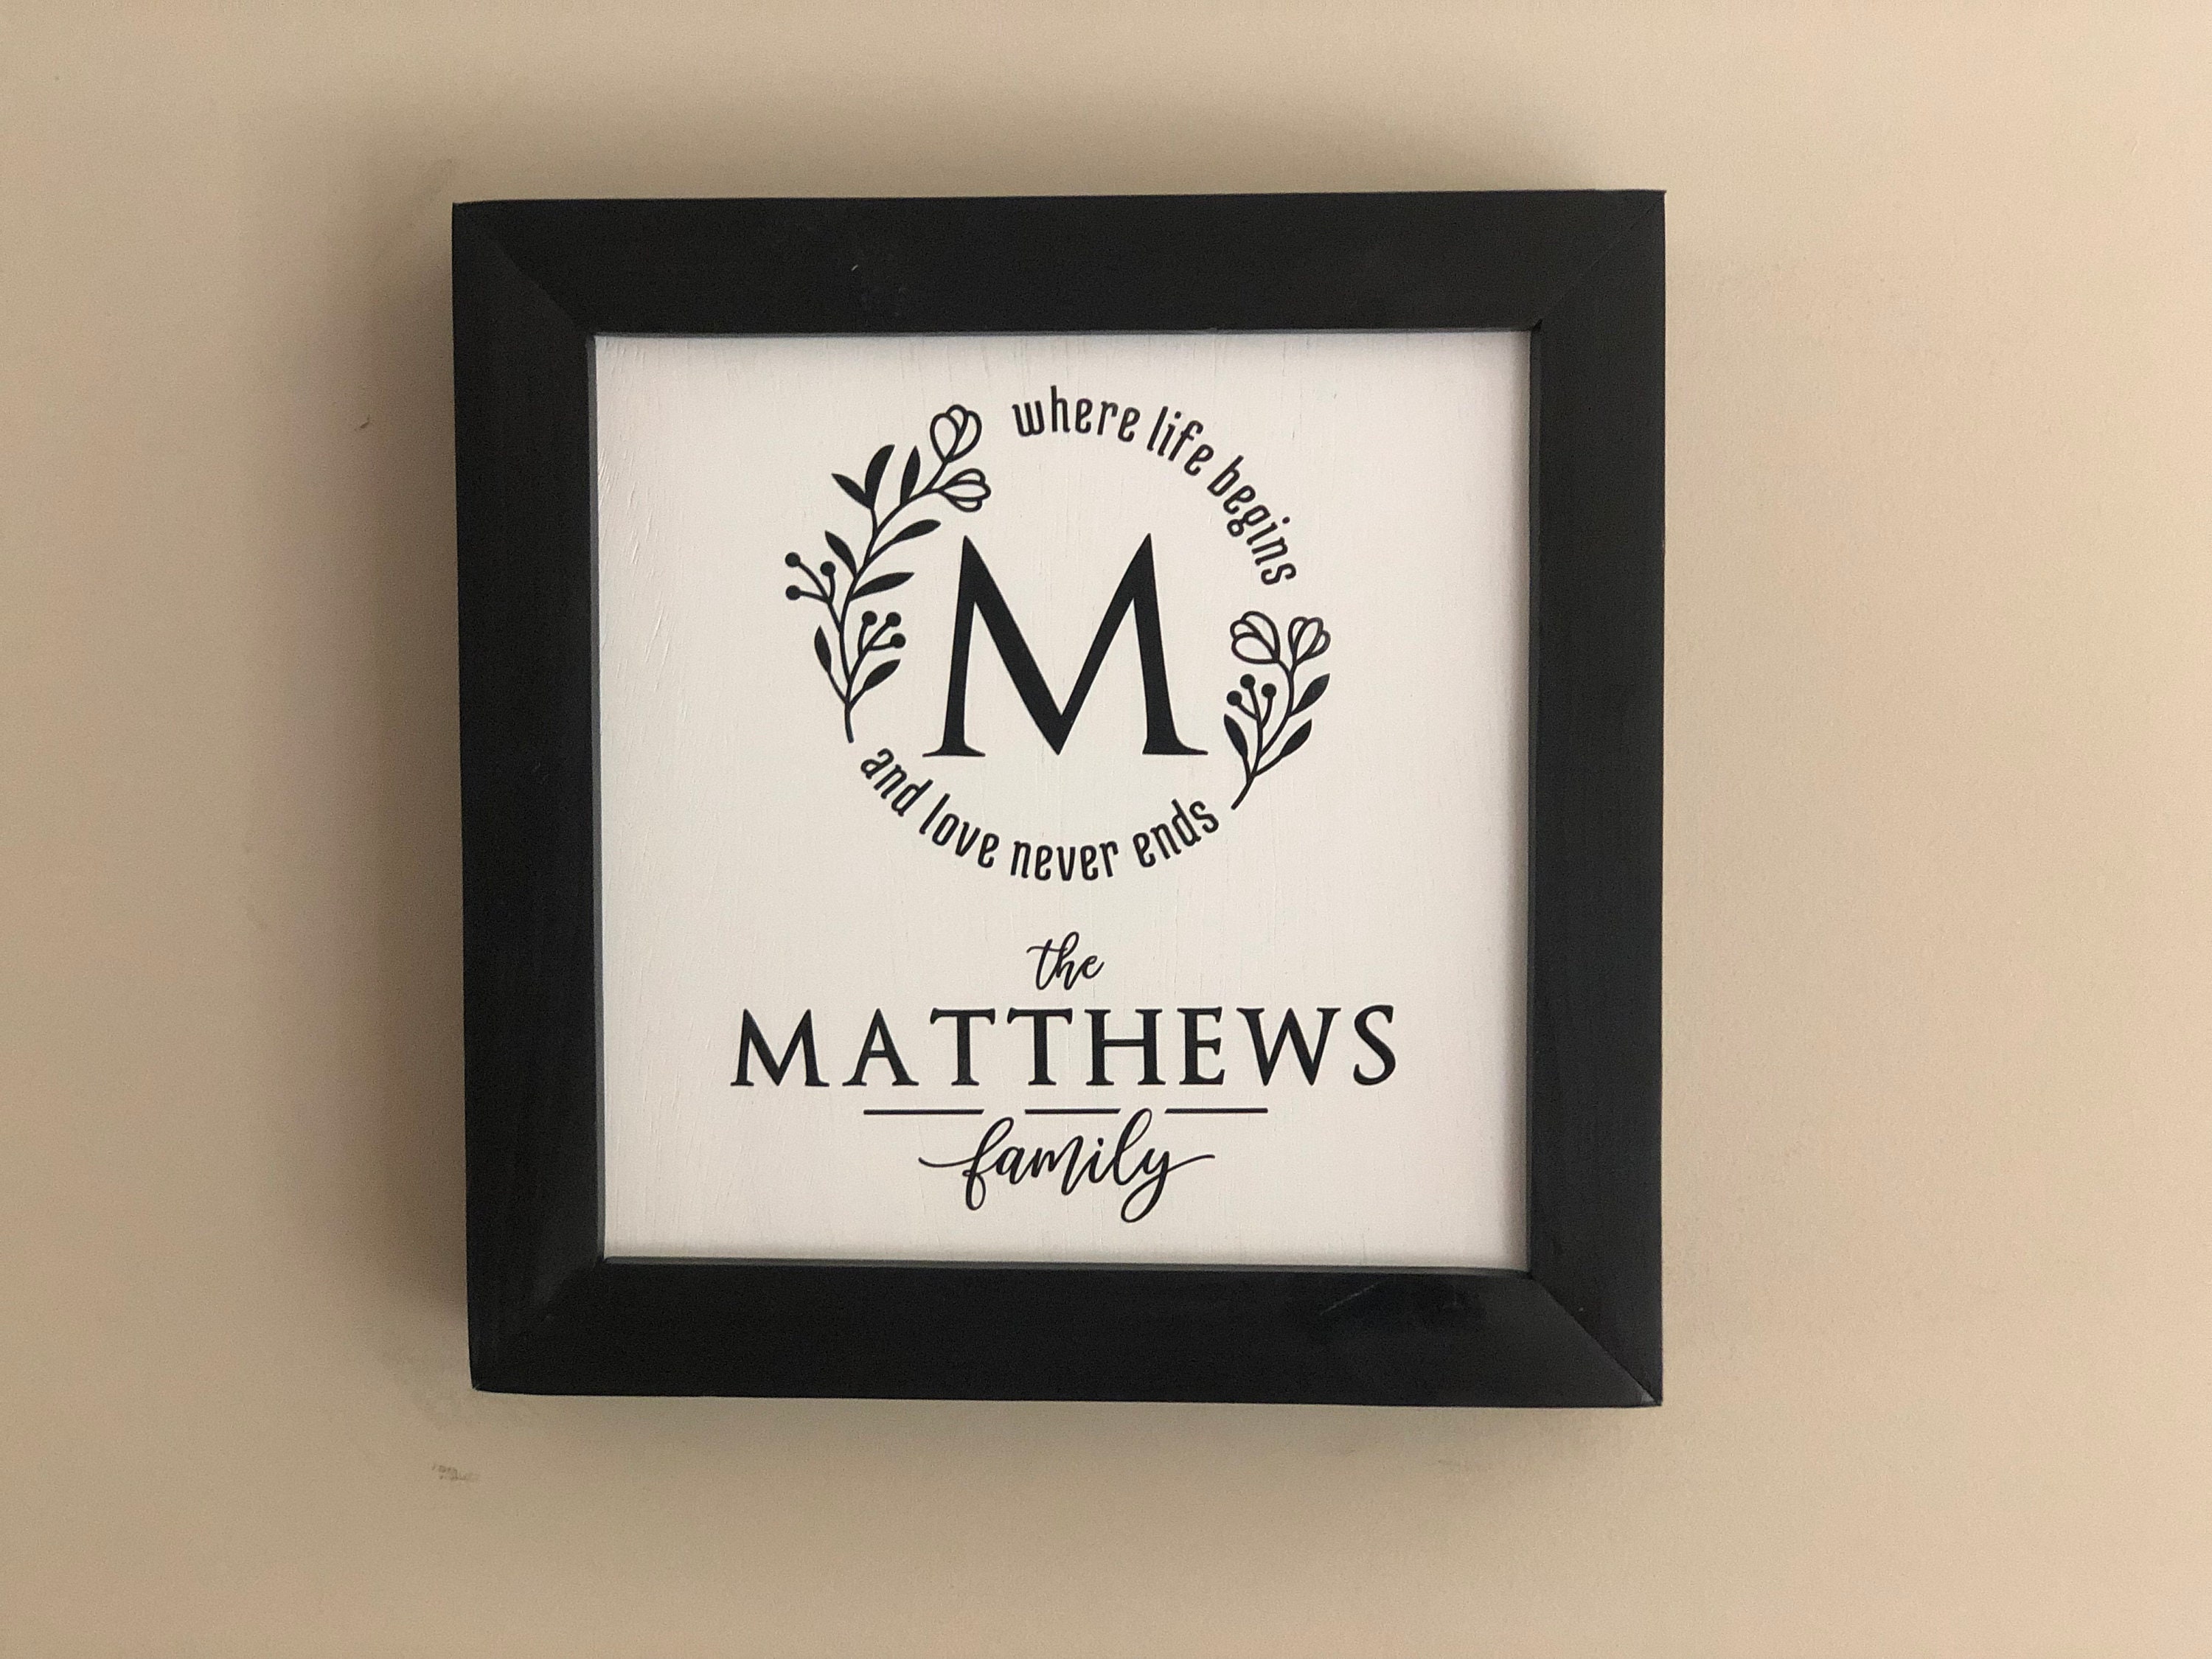 where life begins
M
and love never ends
the
MATTHEWS
family